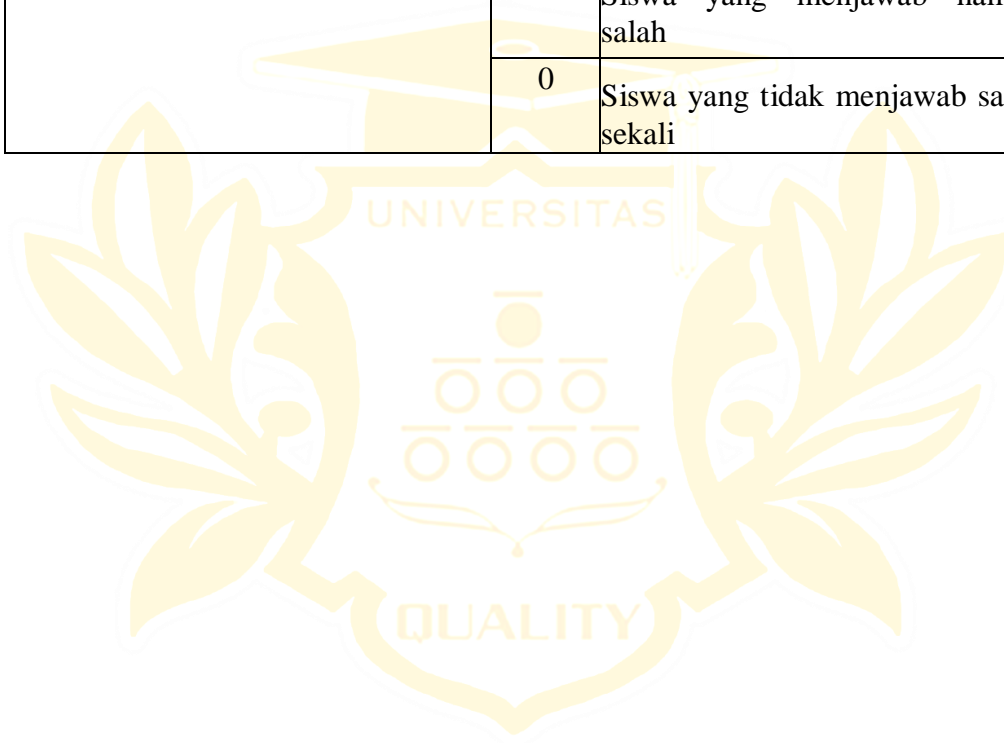 Siswa yang menjawab
salah
0
Siswa yang tidak menjawab
sekali
UNIVERSITAS
QUALITY